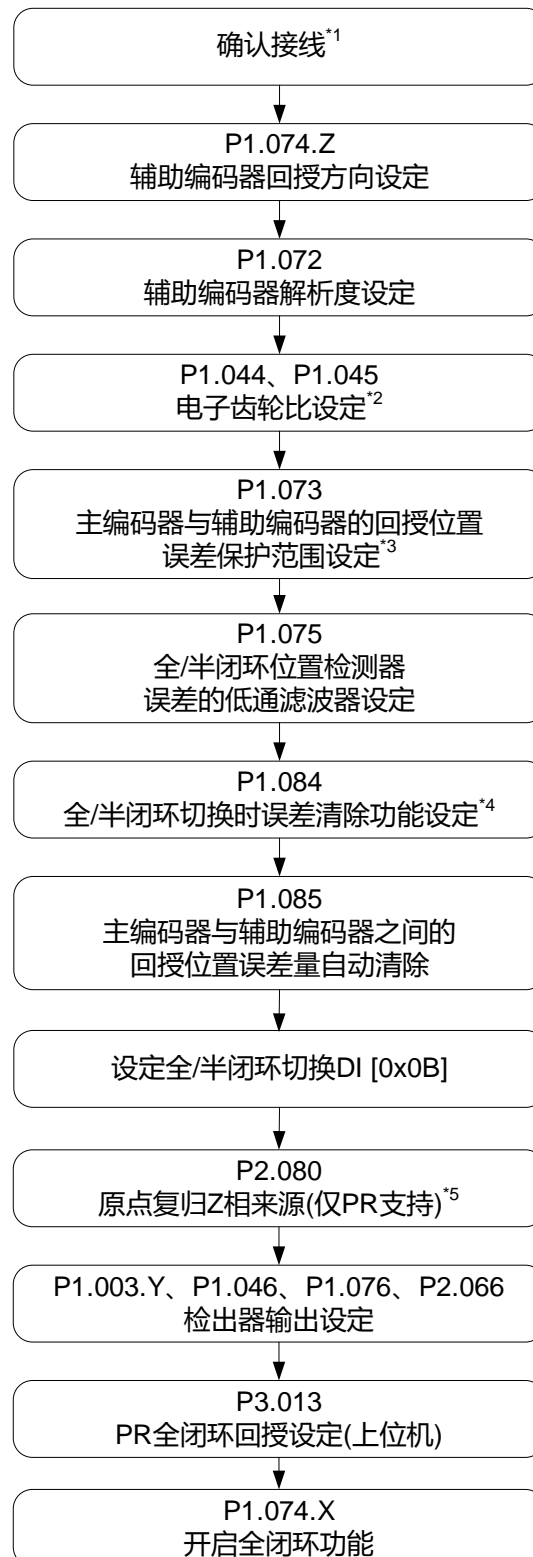 确认接线*1
P1.074.Z
辅助编码器回授方向设定
P1.072
辅助编码器解析度设定
P1.044、P1.045
电子齿轮比设定*2
P1.073
主编码器与辅助编码器的回授位置
误差保护范围设定*3
P1.075
全/半闭环位置检测器
误差的低通滤波器设定
P1.084
全/半闭环切换时误差清除功能设定*4
P1.085
主编码器与辅助编码器之间的
回授位置误差量自动清除
设定全/半闭环切换DI [0x0B]
P2.080
原点复归Z相来源(仅PR支持)*5
P1.003.Y、P1.046、P1.076、P2.066
检出器输出设定
P3.013
PR全闭环回授设定(上位机)
P1.074.X
开启全闭环功能